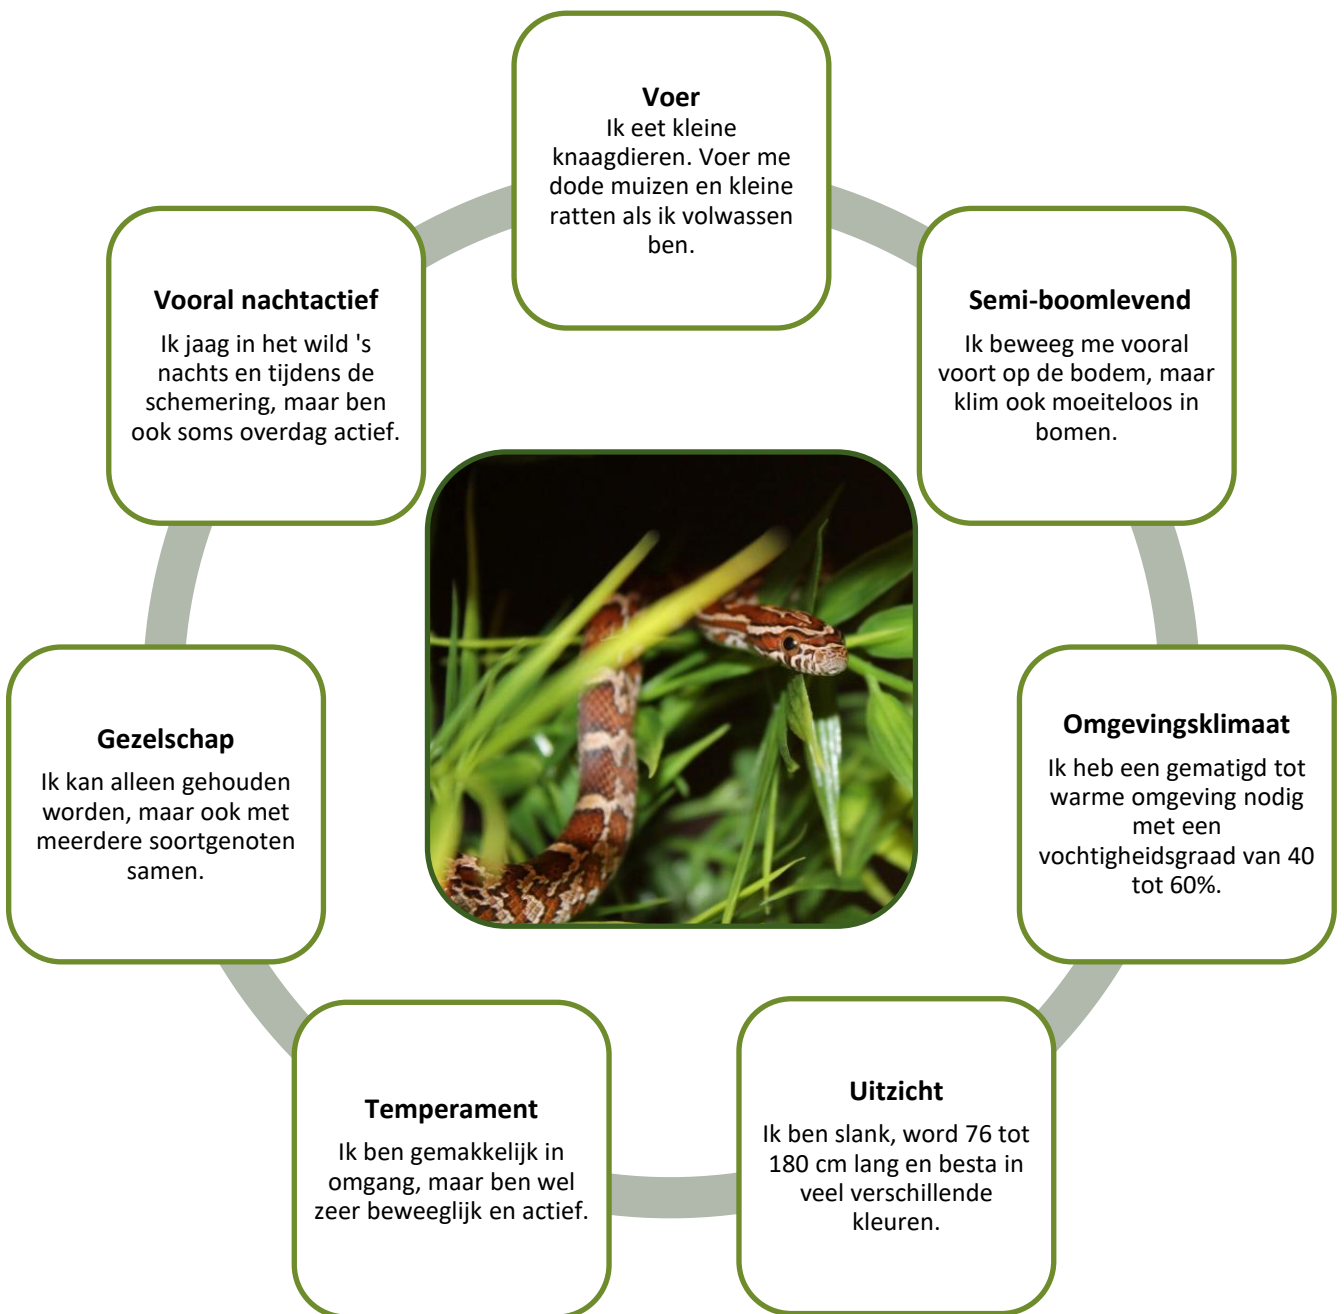 Voer
Ik eet kleine
knaagdieren. Voer me
dode muizen en kleine
ratten als ik volwassen
ben.
Semi-boomlevend
Ik beweeg me vooral
voort op de bodem, maar
klim ook moeiteloos in
bomen.
Omgevingsklimaat
Ik heb een gematigd tot
warme omgeving nodig
met een
vochtigheidsgraad van 40
tot 60%.
Uitzicht
Ik ben slank, word 76 tot
180 cm lang en besta in
veel verschillende
kleuren.
Temperament
Ik ben gemakkelijk in
omgang, maar ben wel
zeer beweeglijk en actief.
Gezelschap
Ik kan alleen gehouden
worden, maar ook met
meerdere soortgenoten
samen.
Vooral nachtactief
Ik jaag in het wild 's
nachts en tijdens de
schemering, maar ben
ook soms overdag actief.